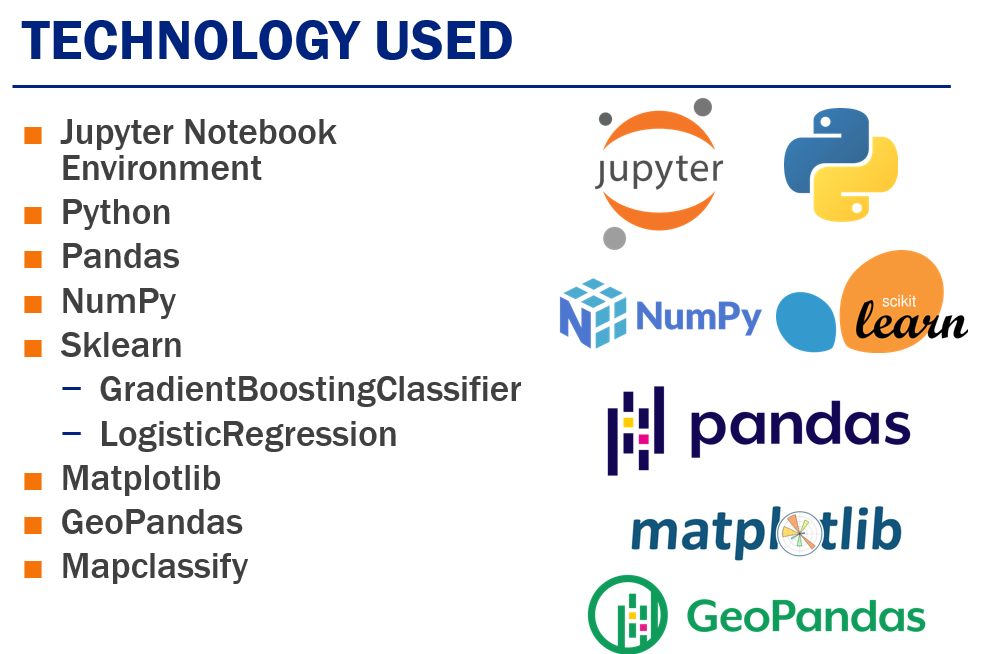 TECHNOLOGY USED
■ Jupyter Notebook
Environment
■ Python
■ Pandas
■ NumPy
■ Sklearn
– GradientBoostingClassifier
– LogisticRegression
■ Matplotlib
■ GeoPandas
■ Mapclassify
jupyter
NumPy
scikit
learn
pandas
matplotlib
GeoPandas